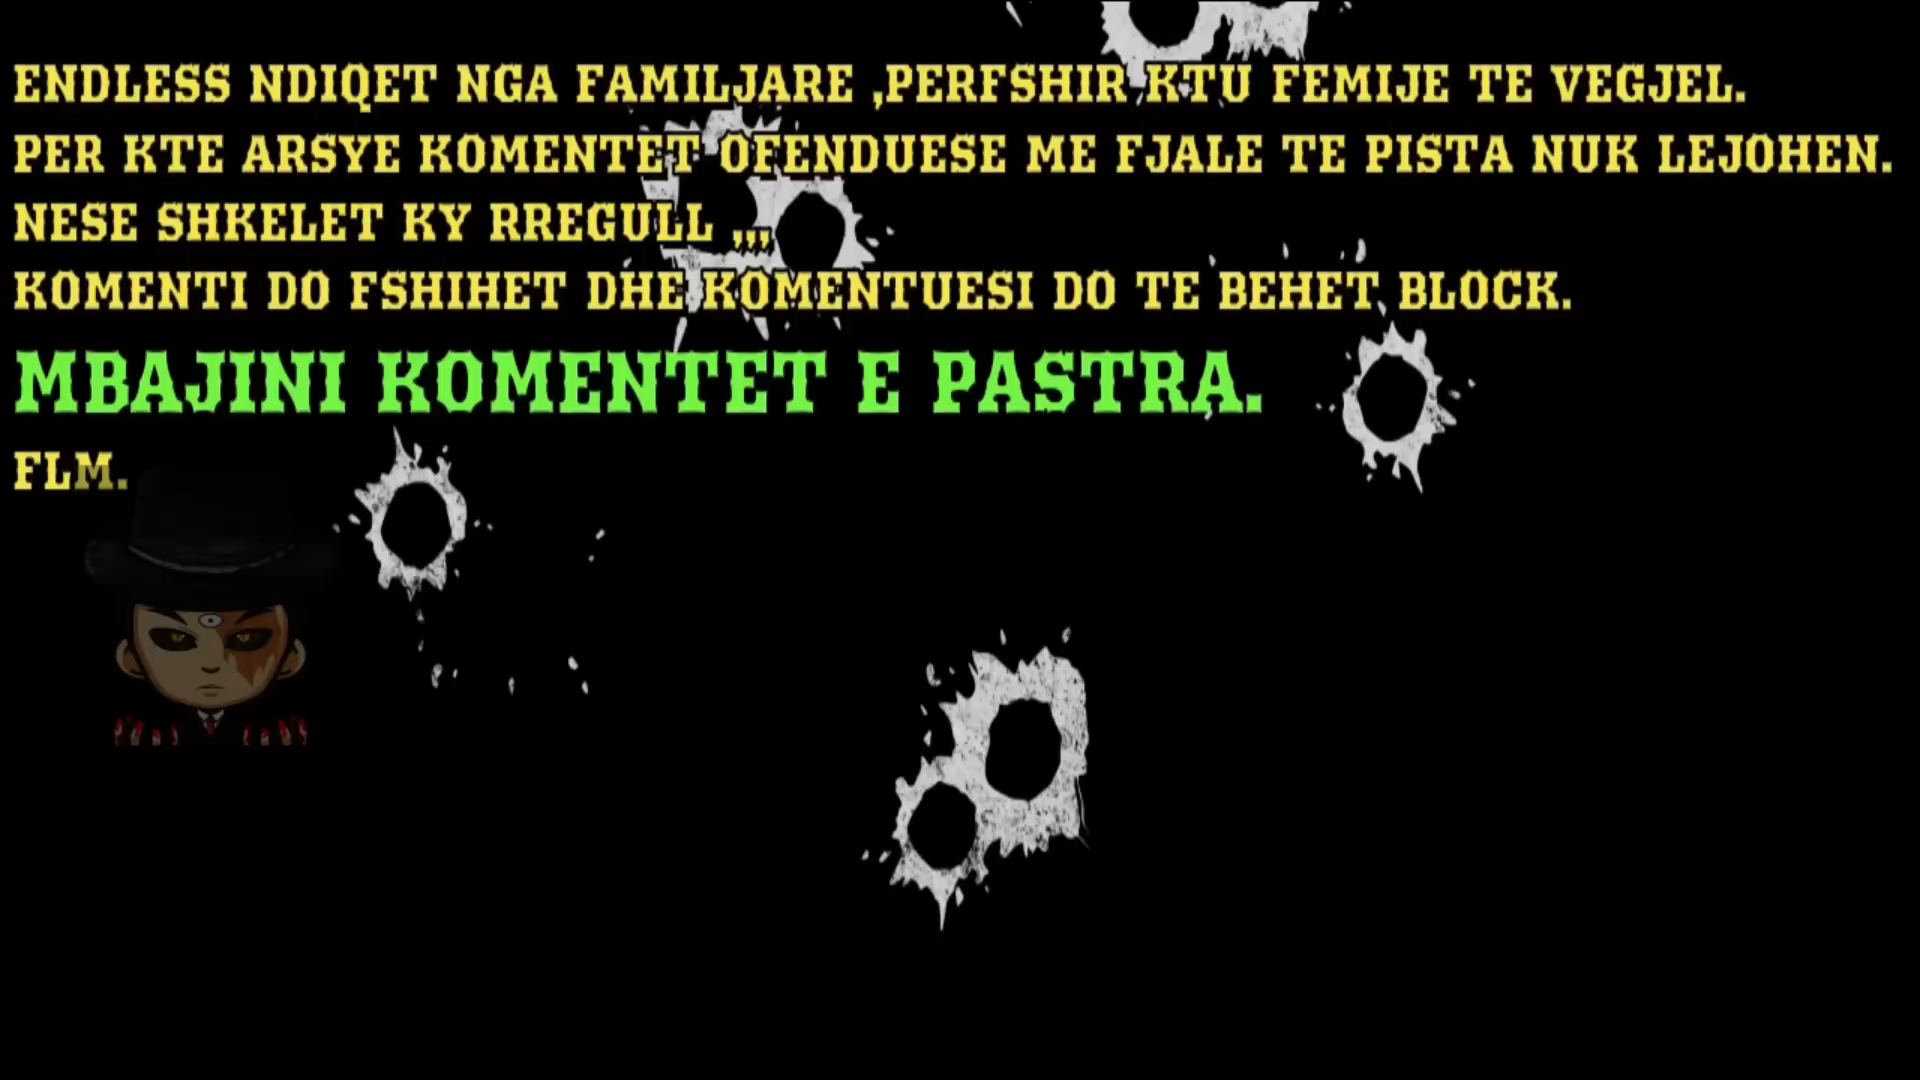 ENDLESS NDIQET NGA FAMILJARE ,PERFSHIR KTU FEMIJE TE VEGJEL.
PER KTE ARSYE KOMENTET OFENDUESE ME FJALE TE PISTA NUK LEJOHEN.
NESE SHKELET KY RREGULL ,,,
KOMENTI DO FSHIHET DHE KOMENTUESI DO TE BEHET BLOCK.
MBAJINI KOMENTET E PASTRA.
FLM.